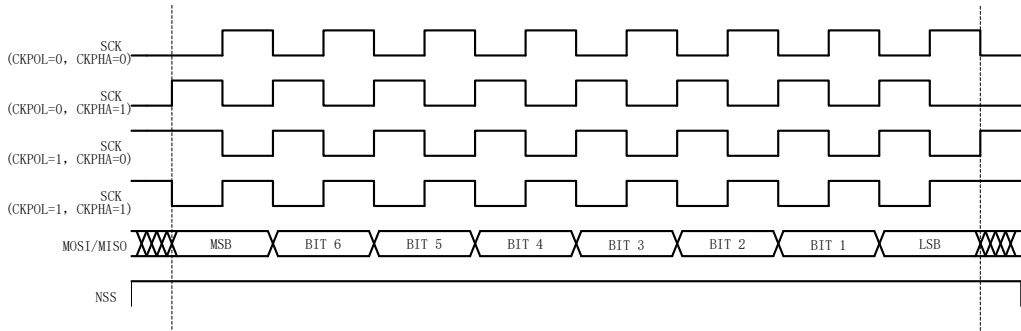 SCK
(CKPOL=0, CKPHA=0)
SCK
(CKPOL=0, CKPHA=1)
SCK
(CKPOL=1, CKPHA=0)
SCK
(CKPOL=1, CKPHA=1)
MOSI/MISO MSB BIT 6 BIT 5 BIT 4 BIT 3 BIT 2 BIT 1 LSB
NSS